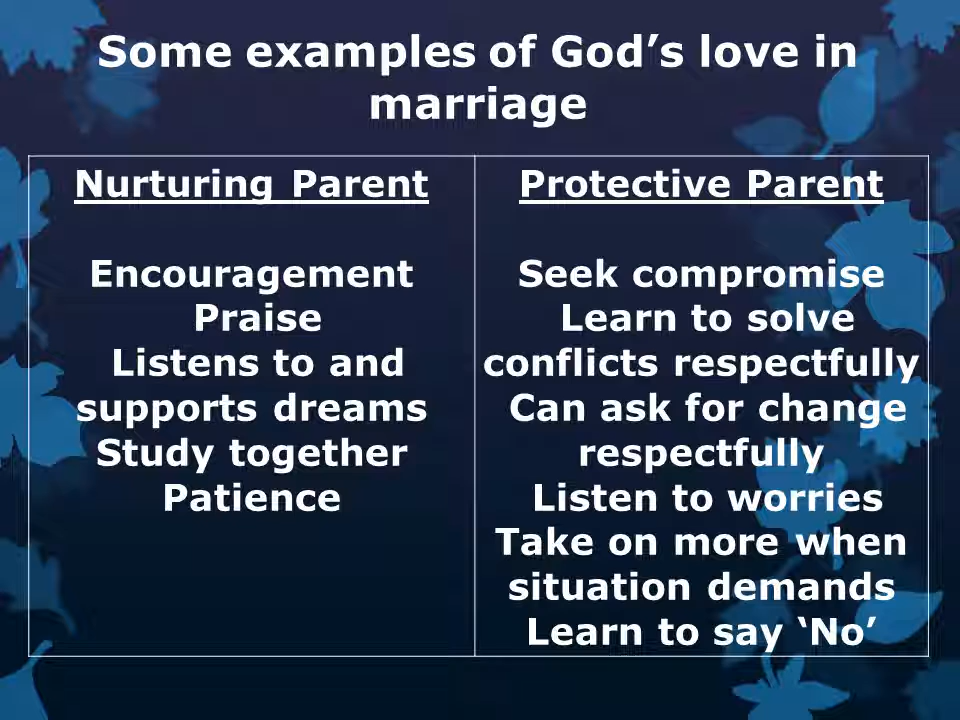 Some examples of God’s love in
marriage
Nurturing Parent
Encouragement
Praise
Listens to and
supports dreams
Study together
Patience
Protective Parent
Seek compromise
Learn to solve
conflicts respectfully
Can ask for change
respectfully
Listen to worries
Take on more when
situation demands
Learn to say ‘No’